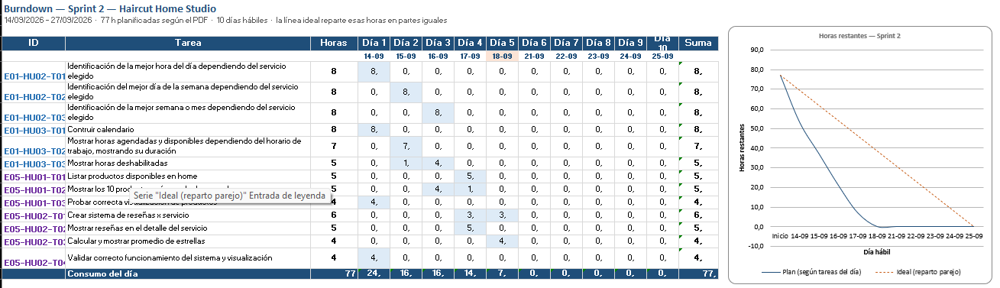 Burndown — Sprint 2 — Haircut Home Studio
14/09/2026 – 27/09/2026 · 77 h planificadas según el PDF · 10 días hábiles · la línea ideal reparte esas horas en partes iguales
ID Tarea Horas Día 1 Día 2 Día 3 Día 4 Día 5 Día 6 Día 7 Día 8 Día 9 Día 10 Suma
14-09 15-09 16-09 17-09 18-09 21-09 22-09 23-09 24-09 25-09
E01-HU02-T01 Identificación de la mejor hora del día dependiendo del servicio elegido 8 8, 0, 0, 0, 0, 0, 0, 0, 0, 0, 8,
E01-HU02-T02 Identificación del mejor día de la semana dependiendo del servicio elegido 8 0, 8, 0, 0, 0, 0, 0, 0, 0, 0, 8,
E01-HU02-T03 Identificación de la mejor semana o mes dependiendo del servicio elegido 8 0, 0, 8, 0, 0, 0, 0, 0, 0, 0, 8,
E01-HU03-T01 Contruir calendario 8 8, 0, 0, 0, 0, 0, 0, 0, 0, 0, 8,
E01-HU03-T02 Mostrar horas agendadas y disponibles dependiendo del horario de trabajo, mostrando su duración 7 0, 7, 0, 0, 0, 0, 0, 0, 0, 0, 7,
E01-HU03-T03 Mostrar horas deshabilitadas 5 0, 1, 4, 0, 0, 0, 0, 0, 0, 0, 5,
E05-HU01-T01 Listar productos disponibles en home 5 0, 0, 0, 5, 0, 0, 0, 0, 0, 0, 5,
E05-HU01-T02 Mostrar los 10 5 0, 0, 4, 1, 0, 0, 0, 0, 0, 0, 5,
Serie "Ideal (reparto parejo)" Entrada de leyenda
E05-HU01-T03 Probar correcta visualización de productos 4 4, 0, 0, 0, 0, 0, 0, 0, 0, 0, 4,
E05-HU02-T01 Crear sistema de reseñas x servicio 6 0, 0, 0, 3, 3, 0, 0, 0, 0, 0, 6,
E05-HU02-T02 Mostrar reseñas en el detalle del servicio 5 0, 0, 0, 5, 0, 0, 0, 0, 0, 0, 5,
E05-HU02-T03 Calcular y mostrar promedio de estrellas 4 0, 0, 0, 0, 4, 0, 0, 0, 0, 0, 4,
E05-HU02-T04 Validar correcto funcionamiento del sistema y visualización 4 4, 0, 0, 0, 0, 0, 0, 0, 0, 0, 4,
Consumo del día 77 24, 16, 16, 14, 7, 0, 0, 0, 0, 0, 77,
Horas restantes — Sprint 2
90,0
80,0
70,0
60,0
50,0
40,0
30,0
20,0
10,0
0,0
-10,0
Horas restantes
Inicio 14-09 15-09 16-09 17-09 18-09 21-09 22-09 23-09 24-09 25-09
Día hábil
Plan (según tareas del día) Ideal (reparto parejo)